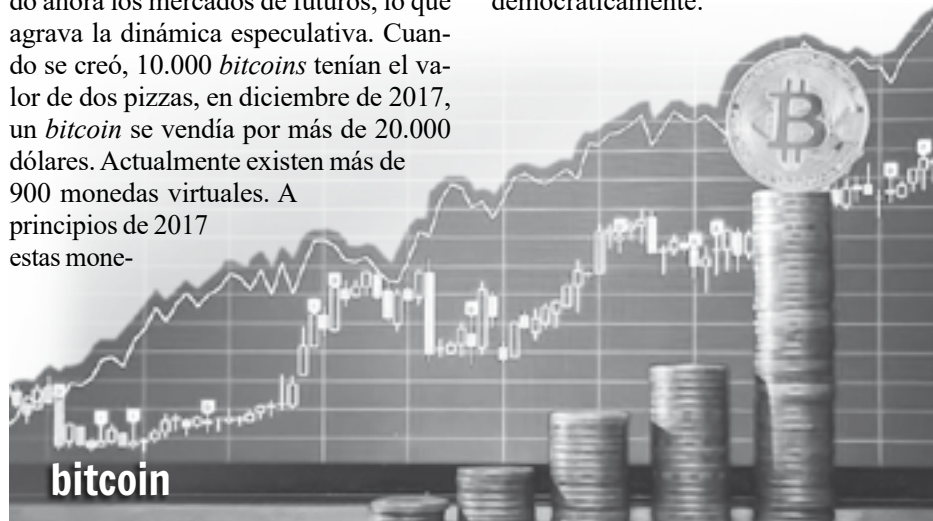 do ahora los mercados de futuros, lo que
agrava la dinámica especulativa. Cuan-
do se creó, 10.000 bitcoins tenían el va-
lor de dos pizzas, en diciembre de 2017,
un bitcoin se vendía por más de 20.000
dólares. Actualmente existen más de
900 monedas virtuales. A
principios de 2017
estas mone-
democráticamente.
B
bitcoin